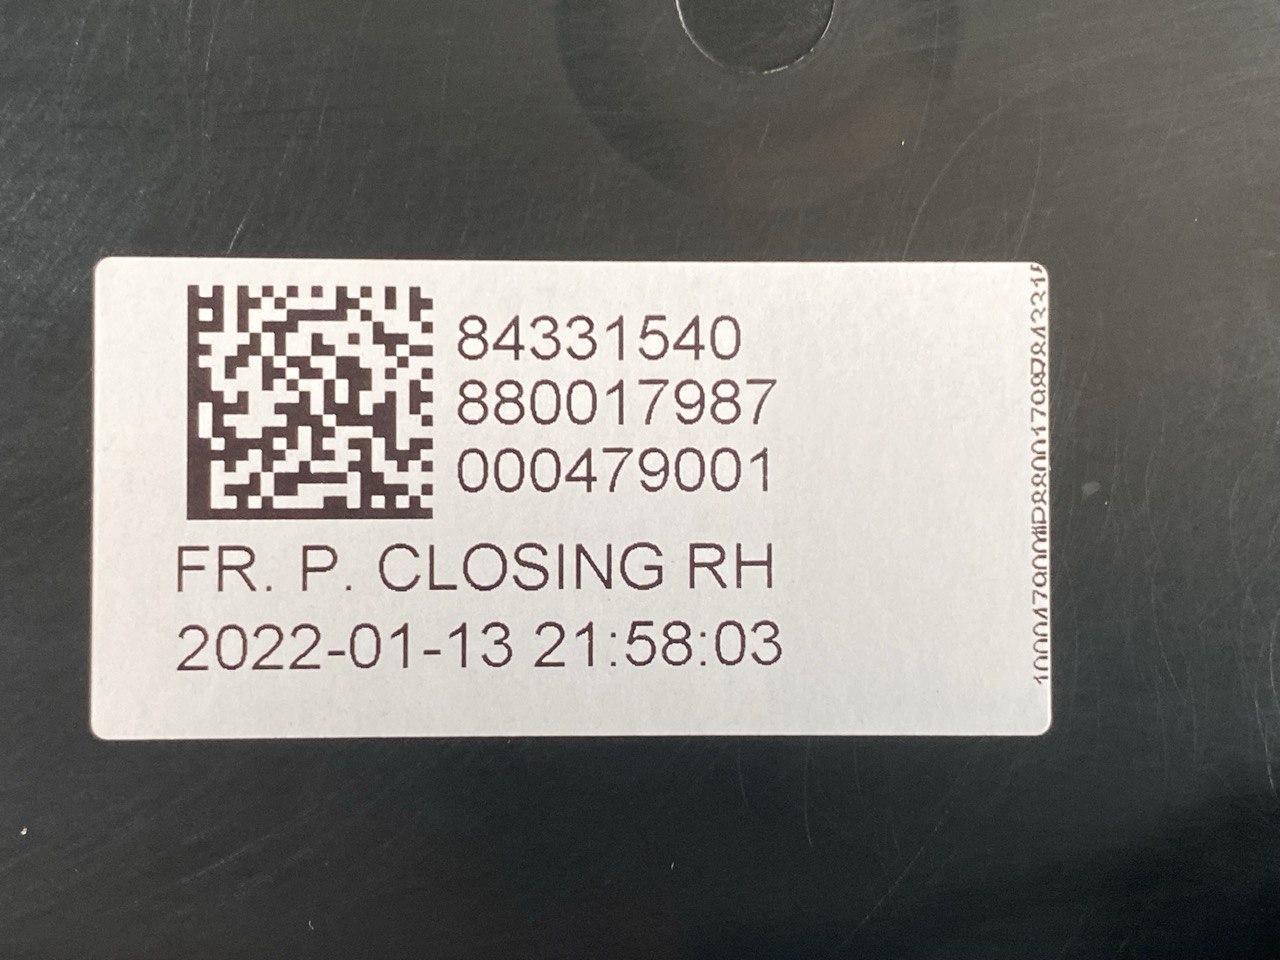 84331540
880017987
000479001
FR. P. CLOSING RH
2022-01-13 21:58:03